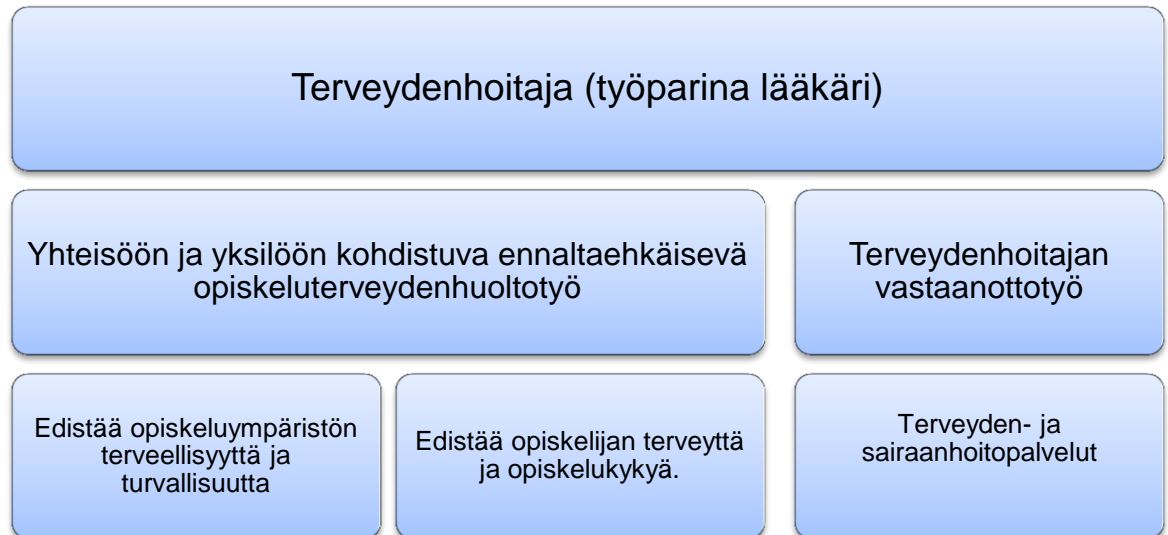 Terveydenhoitaja (työparina lääkäri)
Yhteisöön ja yksilöön kohdistuva ennaltaehkäisevä
opiskeluterveydenhuoltotyö
Terveydenhoitajan
vastaanottotyö
Edistää opiskeluympäristön
terveellisyyttä ja
turvallisuutta
Edistää opiskelijan terveyttä
ja opiskelukykyä.
Terveyden- ja
sairaanhoitopalvelut